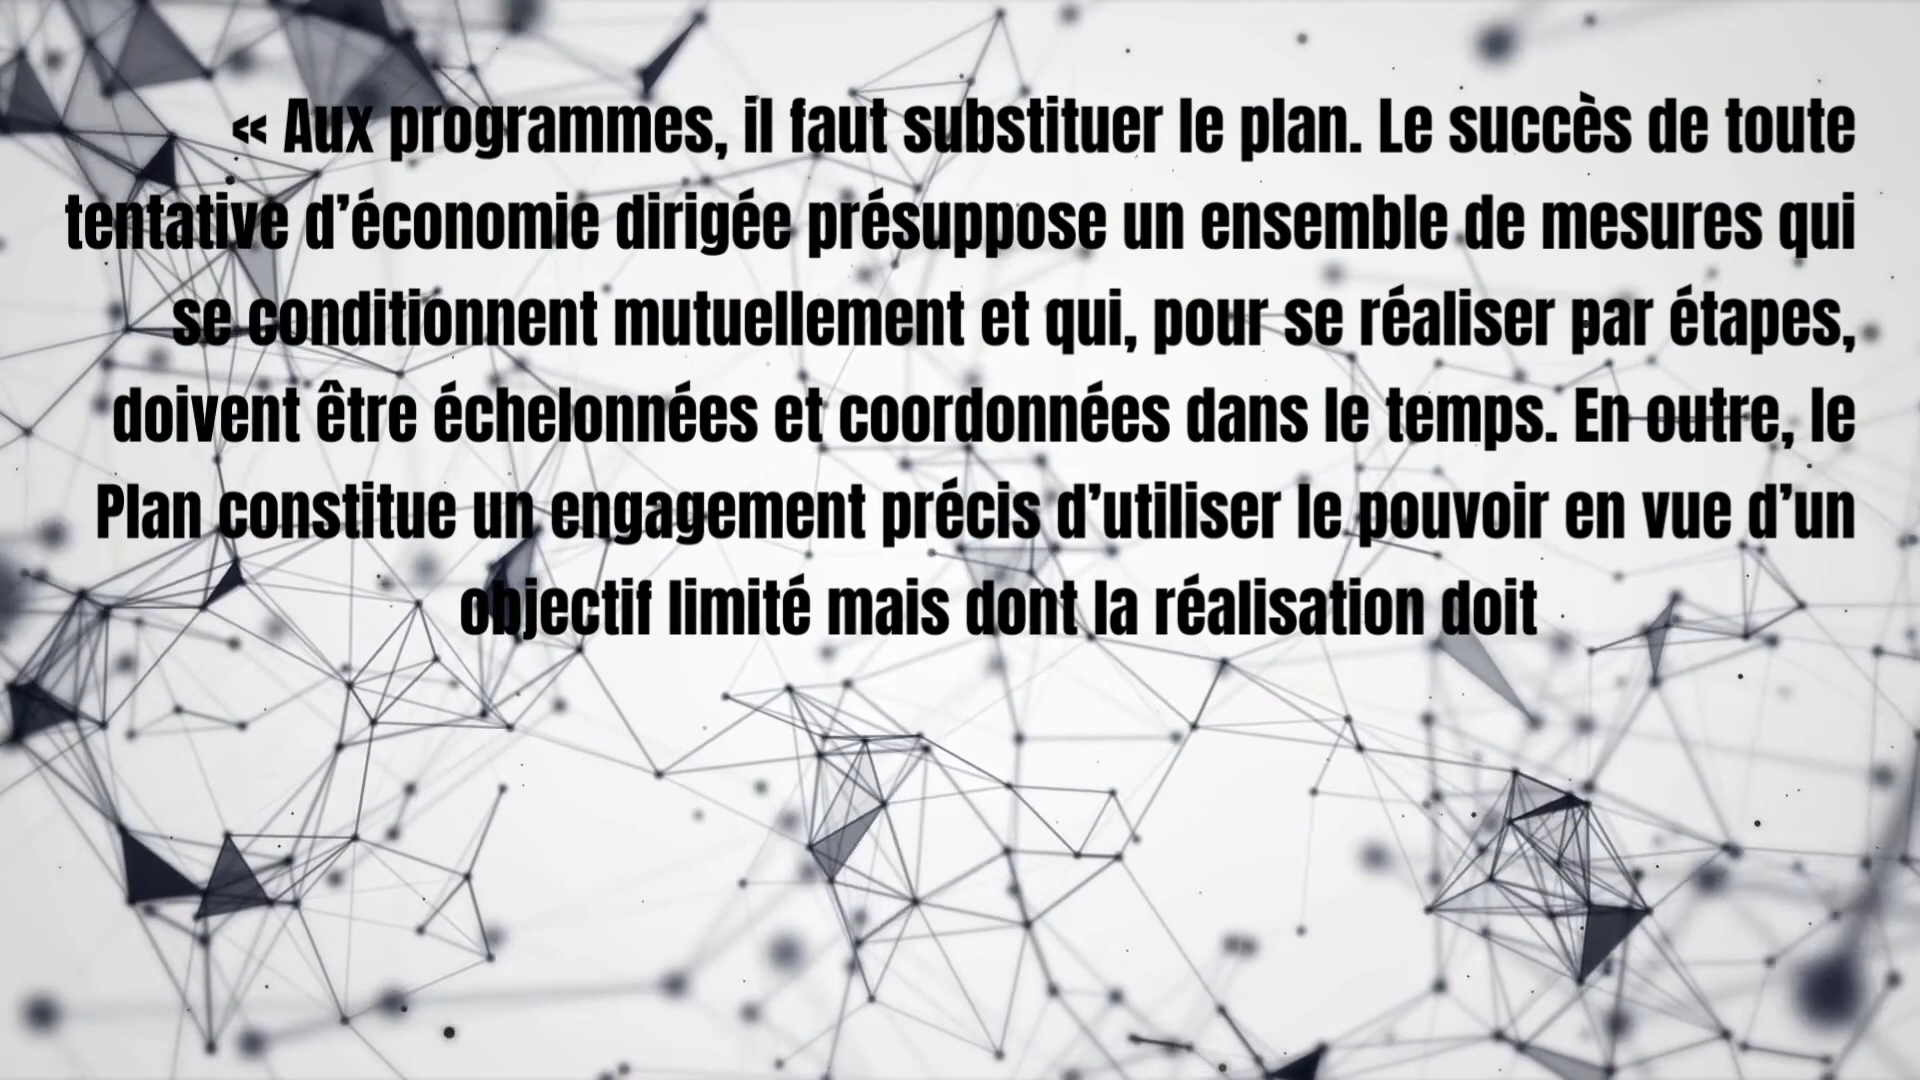 « Aux programmes, il faut substituer le plan. Le succès de toute
tentative d’économie dirigée présuppose un ensemble de mesures qui
se conditionnent mutuellement et qui, pour se réaliser par étapes,
doivent être échelonnées et coordonnées dans le temps. En outre, le
Plan constitue un engagement précis d’utiliser le pouvoir en vue d’un
objectif limité mais dont la réalisation doit